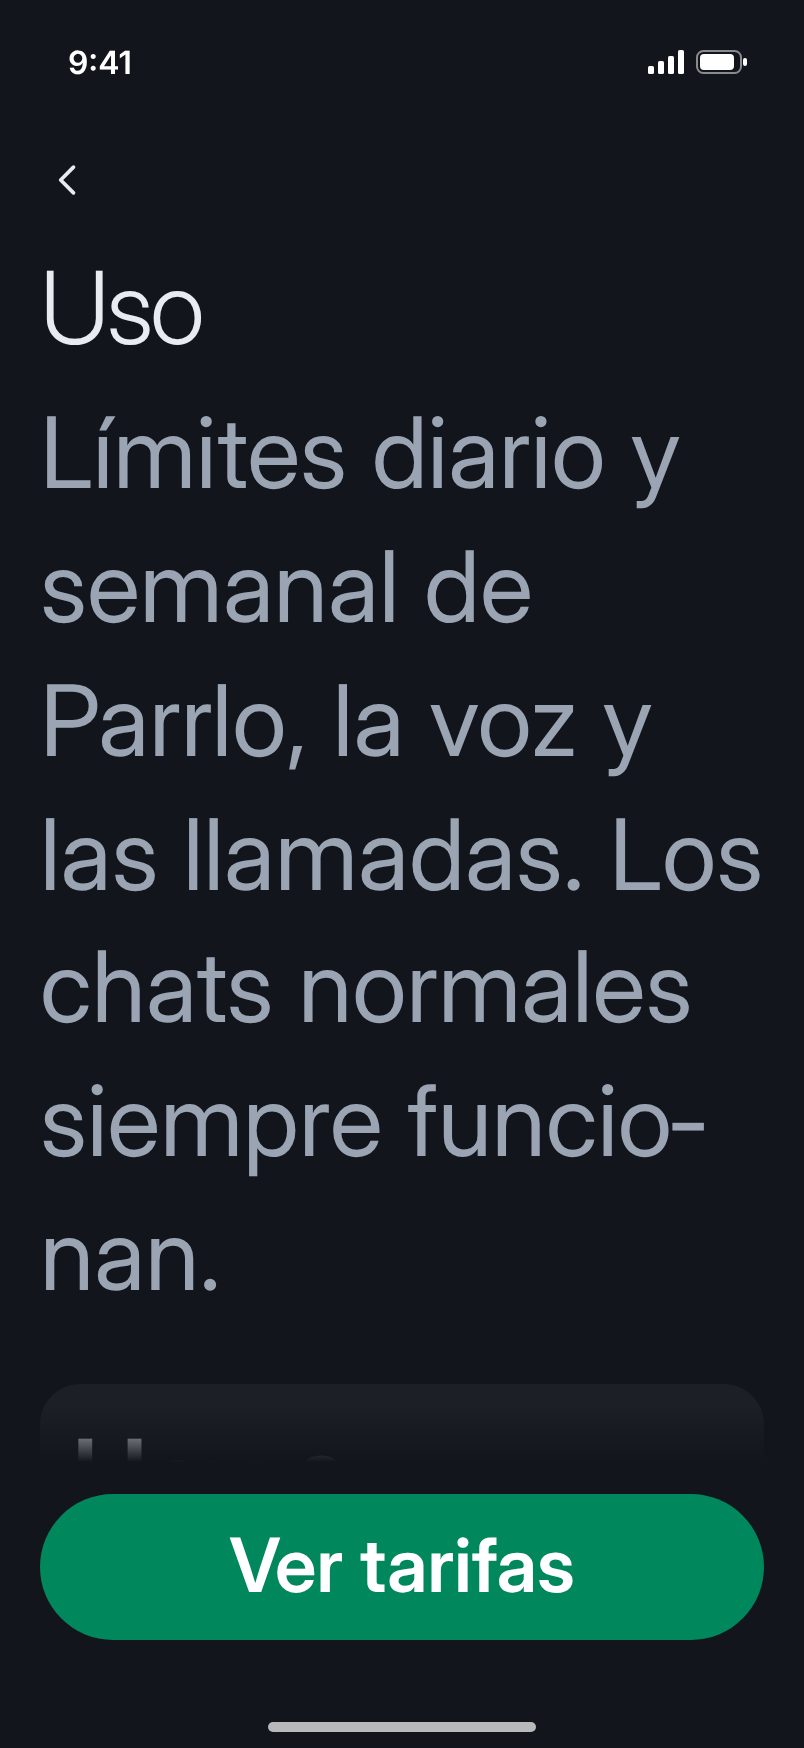 9:41
Uso
Límites diario y
semanal de
Parrlo, la voz y
las llamadas. Los
chats normales
siempre funcio-
nan.
Ver tarifas